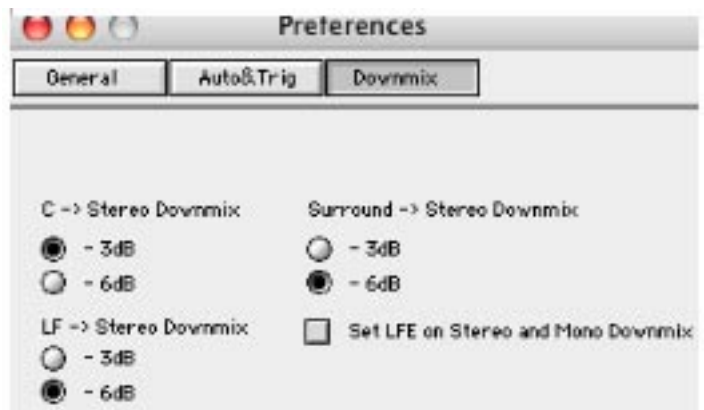 Preferences
General Auto&Trig Downmix
C -> Stereo Downmix
- 3dB
- 6dB
Surround -> Stereo Downmix
- 3dB
- 6dB
LF -> Stereo Downmix
- 3dB
- 6dB
Set LFE on Stereo and Mono Downmix